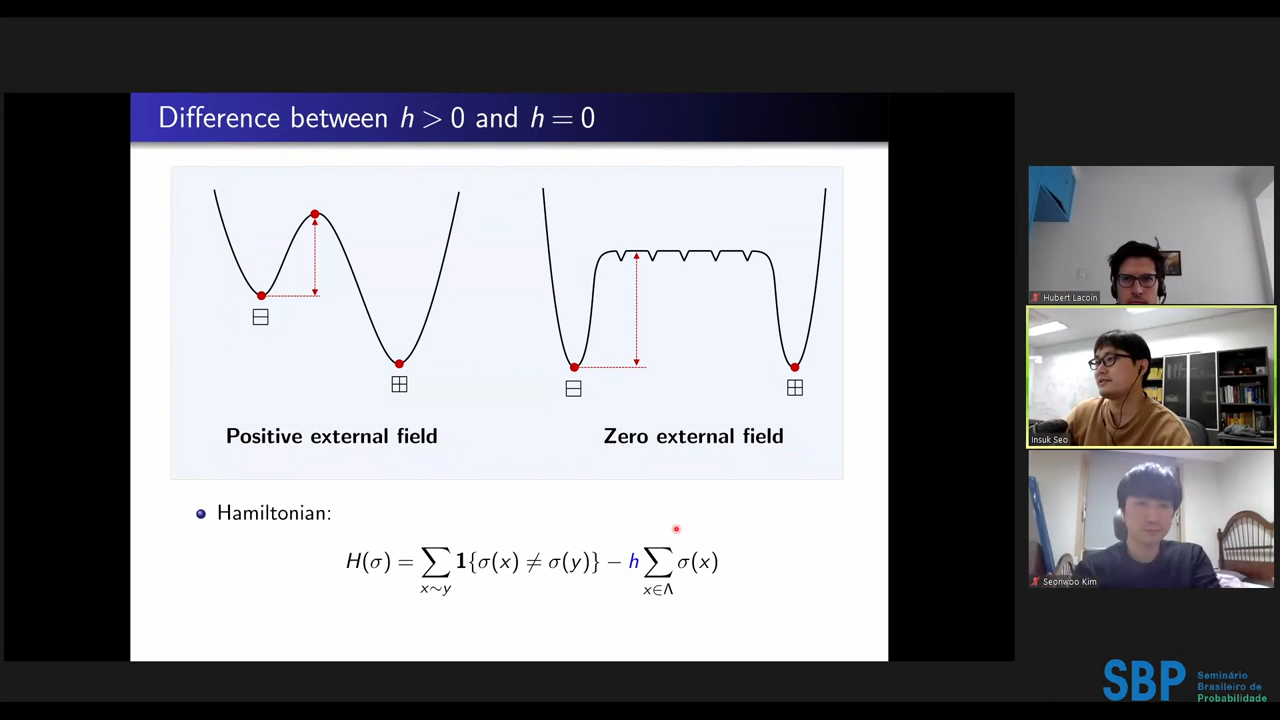 Difference between h > 0 and h = 0
⊟
⊞
⊟
⊞
Positive external field
Zero external field
Hamiltonian:
H(σ) = ∑ 1{σ(x) ≠ σ(y)} − h ∑ σ(x)
x∼y
x∈Λ
Hubert Lacoin
Insuk Seo
Seonwoo Kim
SBP
Seminário
Brasileiro de
Probabilidade